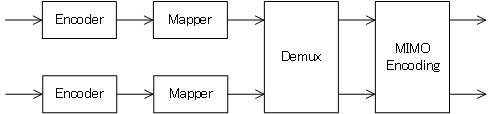 Encoder
Mapper
Demux
MIMO
Encoding
Encoder
Mapper